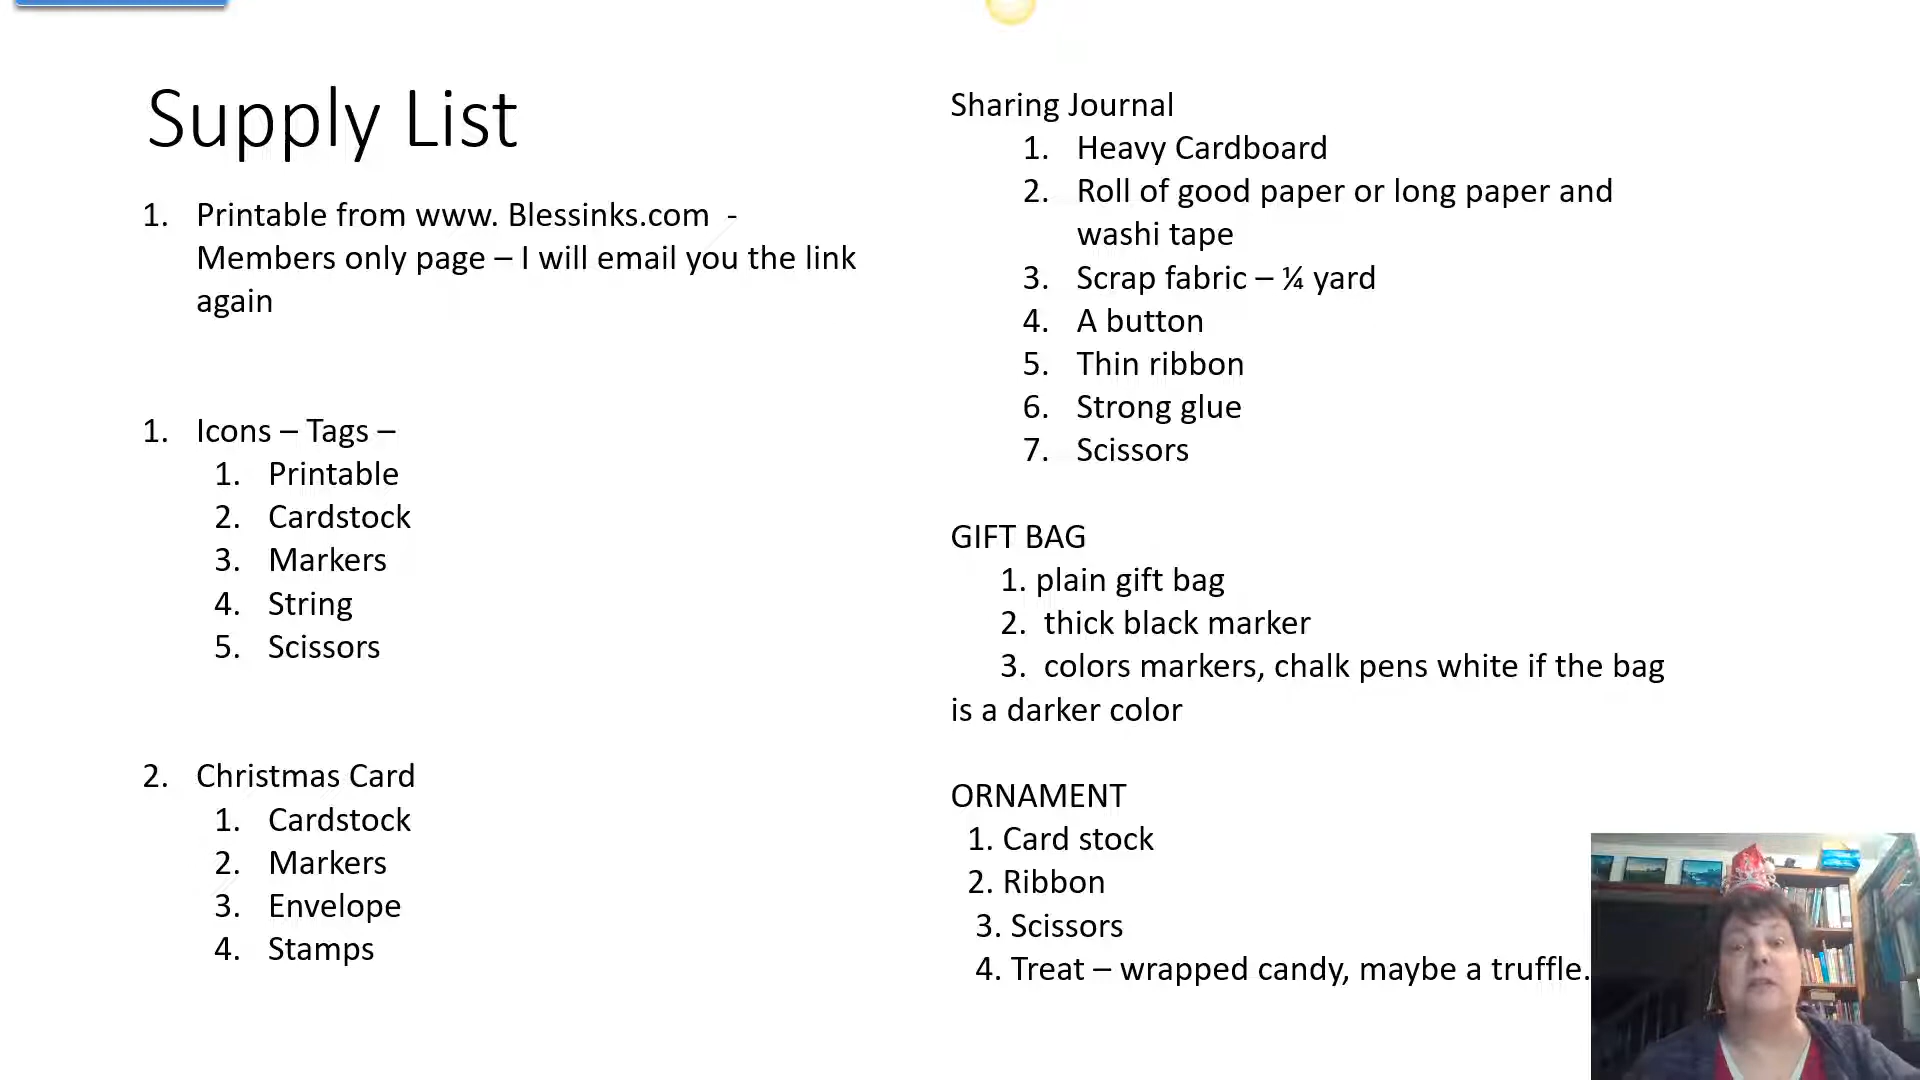 Supply List
1. Printable from www. Blessinks.com -
Members only page – I will email you the link
again
1. Icons – Tags –
1. Printable
2. Cardstock
3. Markers
4. String
5. Scissors
2. Christmas Card
1. Cardstock
2. Markers
3. Envelope
4. Stamps
Sharing Journal
1. Heavy Cardboard
2. Roll of good paper or long paper and
washi tape
3. Scrap fabric – ¼ yard
4. A button
5. Thin ribbon
6. Strong glue
7. Scissors
GIFT BAG
1. plain gift bag
2. thick black marker
3. colors markers, chalk pens white if the bag
is a darker color
ORNAMENT
1. Card stock
2. Ribbon
3. Scissors
4. Treat – wrapped candy, maybe a truffle.